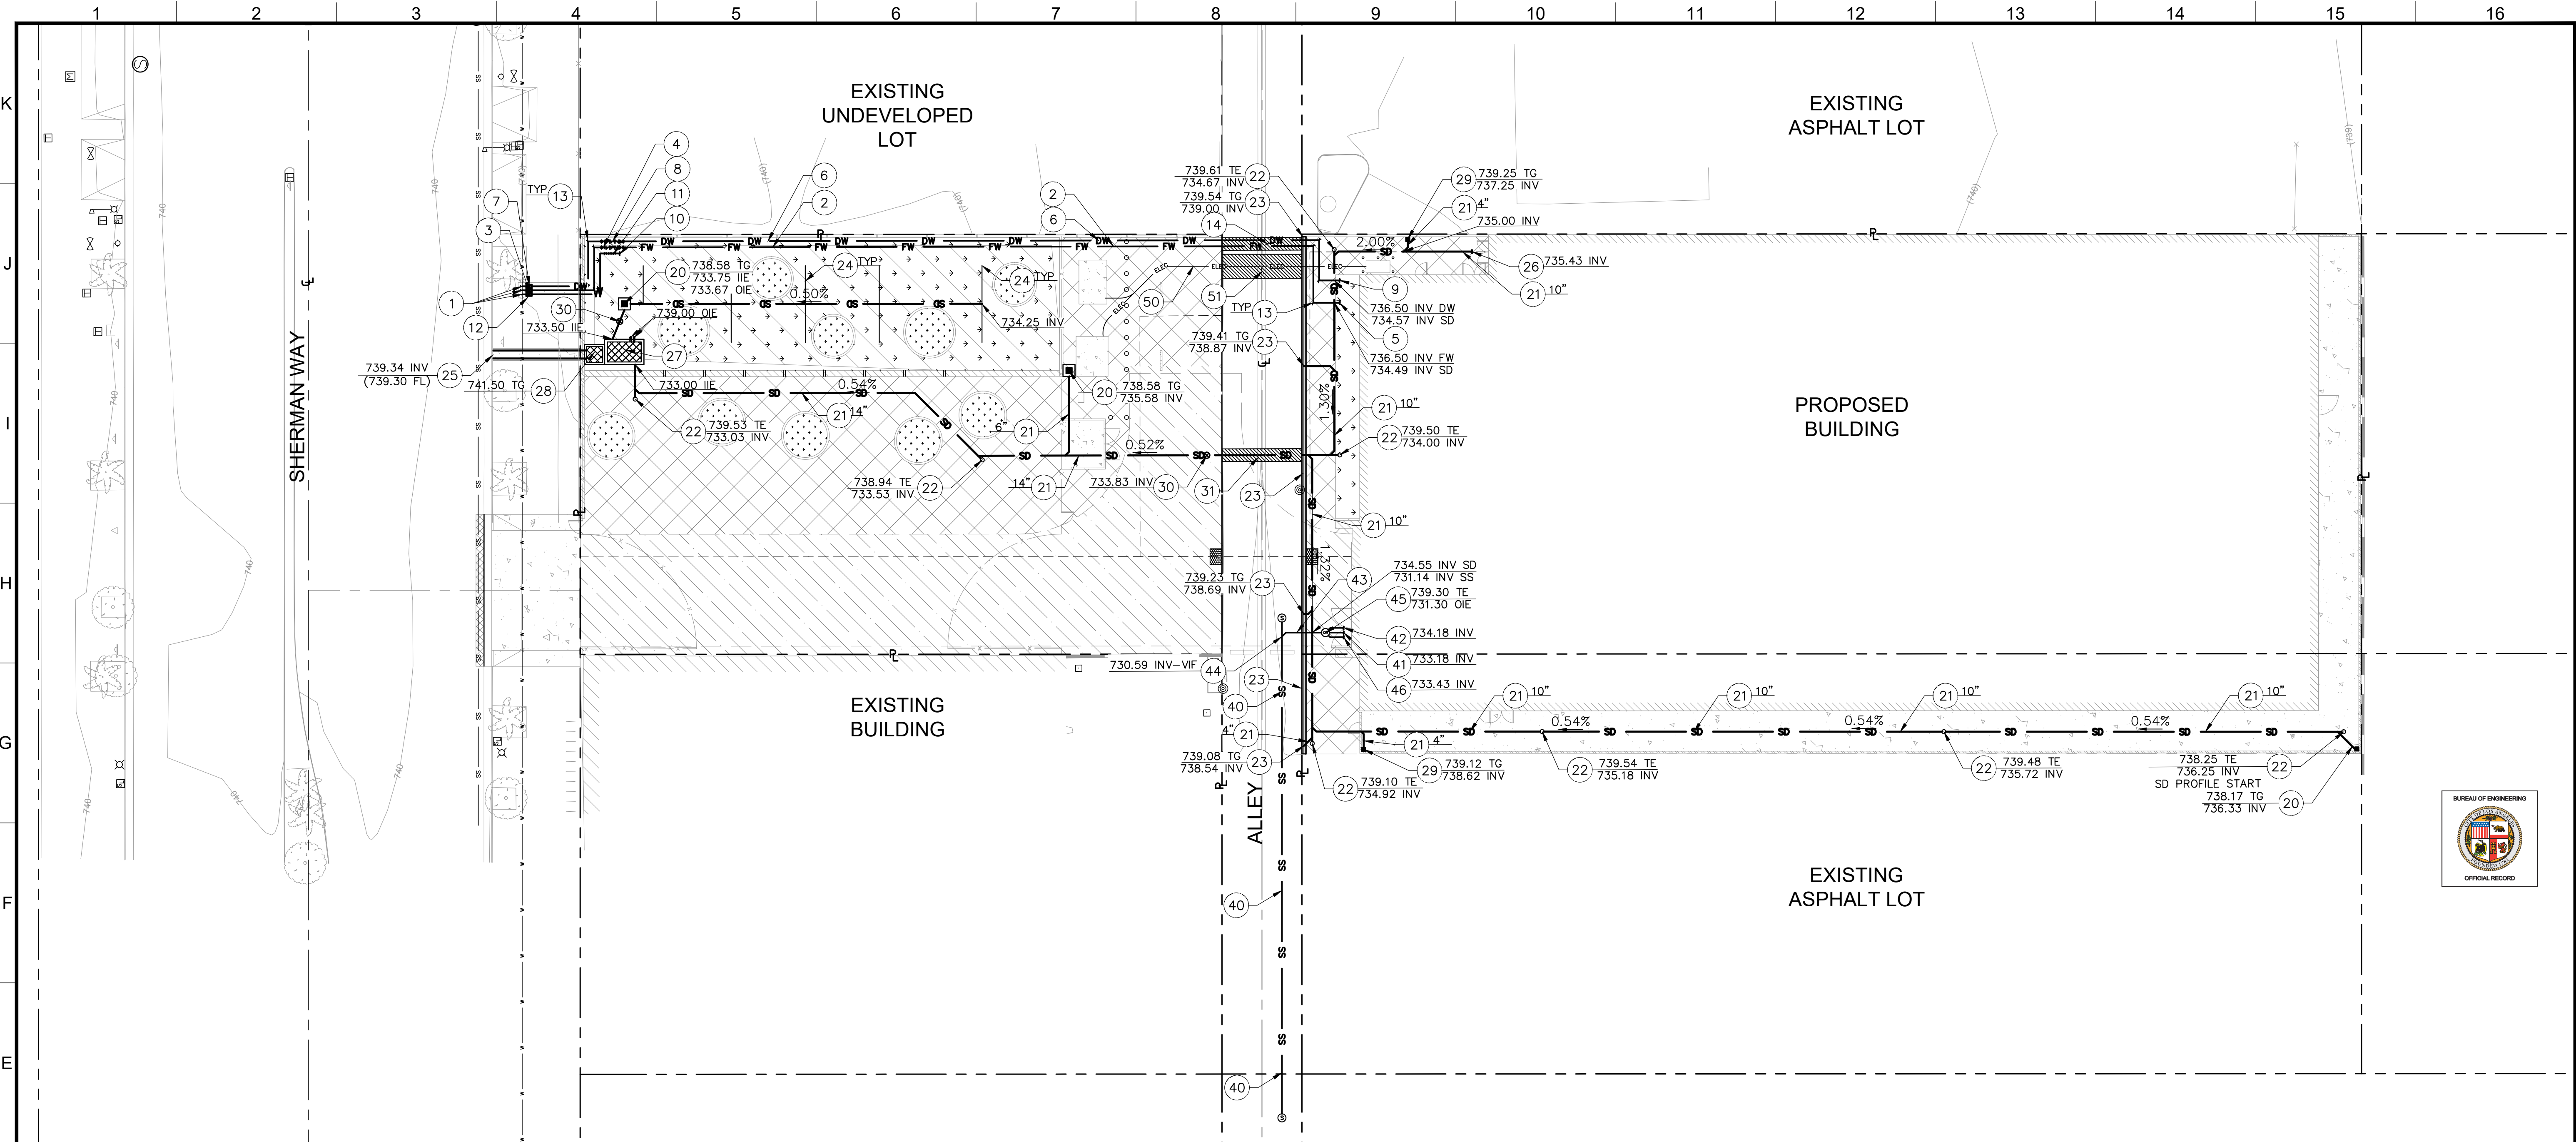 1 2 3 4 5 6 7 8 9 10 11 12 13 14 15 16
K
J
I
H
G
F
E
EXISTING
UNDEVELOPED
LOT
EXISTING
ASPHALT LOT
SHERMAN WAY
PROPOSED
BUILDING
EXISTING
BUILDING
ALLEY
EXISTING
ASPHALT LOT
4
8
11
10
TYP 13
7
3
1
12
6
2
2
6
14
739.61 TE
734.67 INV 22
739.54 TG
739.00 INV 23
29 739.25 TG
737.25 INV
21 4"
735.00 INV
2.00%
26 735.43 INV
21 10"
9
736.50 INV DW
734.57 INV SD
5
736.50 INV FW
734.49 INV SD
TYP 13
51
50
739.41 TG
738.87 INV 23
20 738.58 TG
733.75 IIE
733.67 OIE
24 TYP
24 TYP
0.50%
734.25 INV
30
739.00 OIE
733.50 IIE
27
739.34 INV
(739.30 FL) 25
741.50 TG 28
733.00 IIE
0.54%
21 14"
22 739.53 TE
733.03 INV
20 738.58 TG
735.58 INV
6" 21
0.52%
738.94 TE
733.53 INV 22
14" 21
733.83 INV 30
31
23
1.30%
21 10"
22 739.50 TE
734.00 INV
21 10"
1.32%
739.23 TG
738.69 INV 23
43
734.55 INV SD
731.14 INV SS
45 739.30 TE
731.30 OIE
42 734.18 INV
41 733.18 INV
46 733.43 INV
730.59 INV-VIF 44
23
40
4" 21
739.08 TG
738.54 INV 23
21 4"
29 739.12 TG
738.62 INV
22 739.10 TE
734.92 INV
21 10"
0.54%
22 739.54 TE
735.18 INV
21 10"
0.54%
21 10"
22 739.48 TE
735.72 INV
0.54%
21 10"
738.25 TE
736.25 INV 22
SD PROFILE START
738.17 TG
736.33 INV 20
40
40
BUREAU OF ENGINEERING
CITY OF LOS ANGELES
FOUNDED 1781
OFFICIAL RECORD